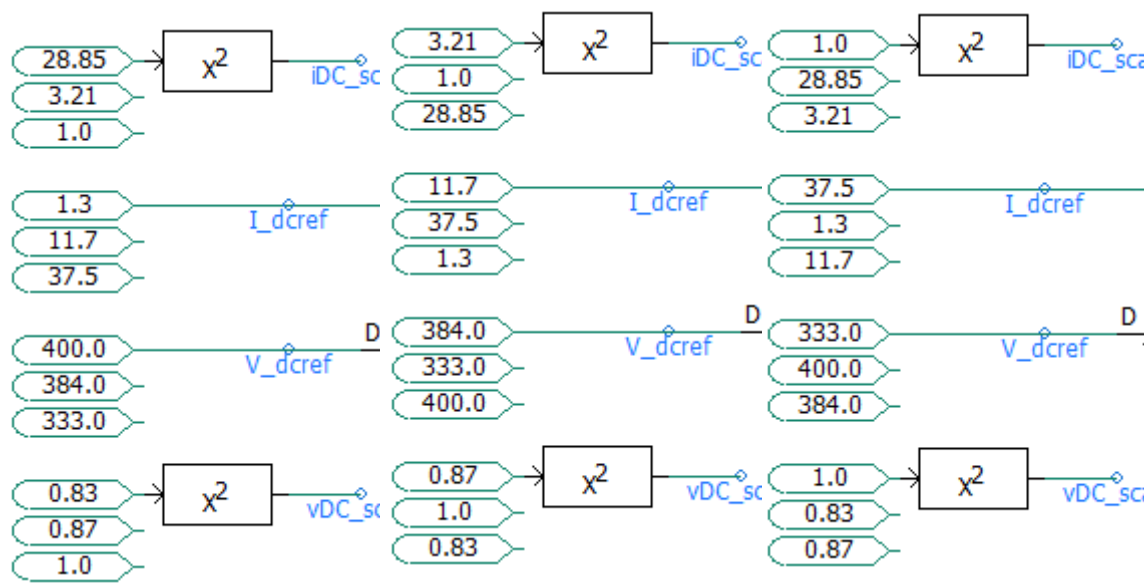 28.85
X²
iDC_sc
3.21
1.0
1.3
I_dcref
11.7
37.5
D
400.0
V_dcref
384.0
333.0
0.83
X²
vDC_sc
0.87
1.0
3.21
X²
iDC_sc
1.0
28.85
11.7
I_dcref
37.5
1.3
D
384.0
V_dcref
333.0
400.0
0.87
X²
vDC_sc
1.0
0.83
1.0
X²
iDC_sca
28.85
3.21
37.5
I_dcref
1.3
11.7
D
333.0
V_dcref
400.0
384.0
1.0
X²
vDC_sca
0.83
0.87